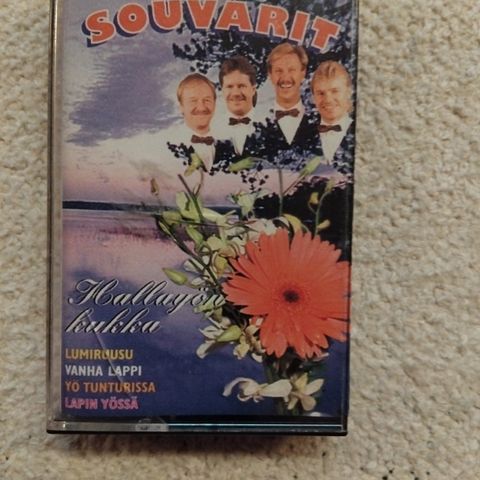 SOUVARIT
Hallayön
kukka
LUMIRUUSU
VANHA LAPPI
YÖ TUNTURISSA
LAPIN YÖSSÄ